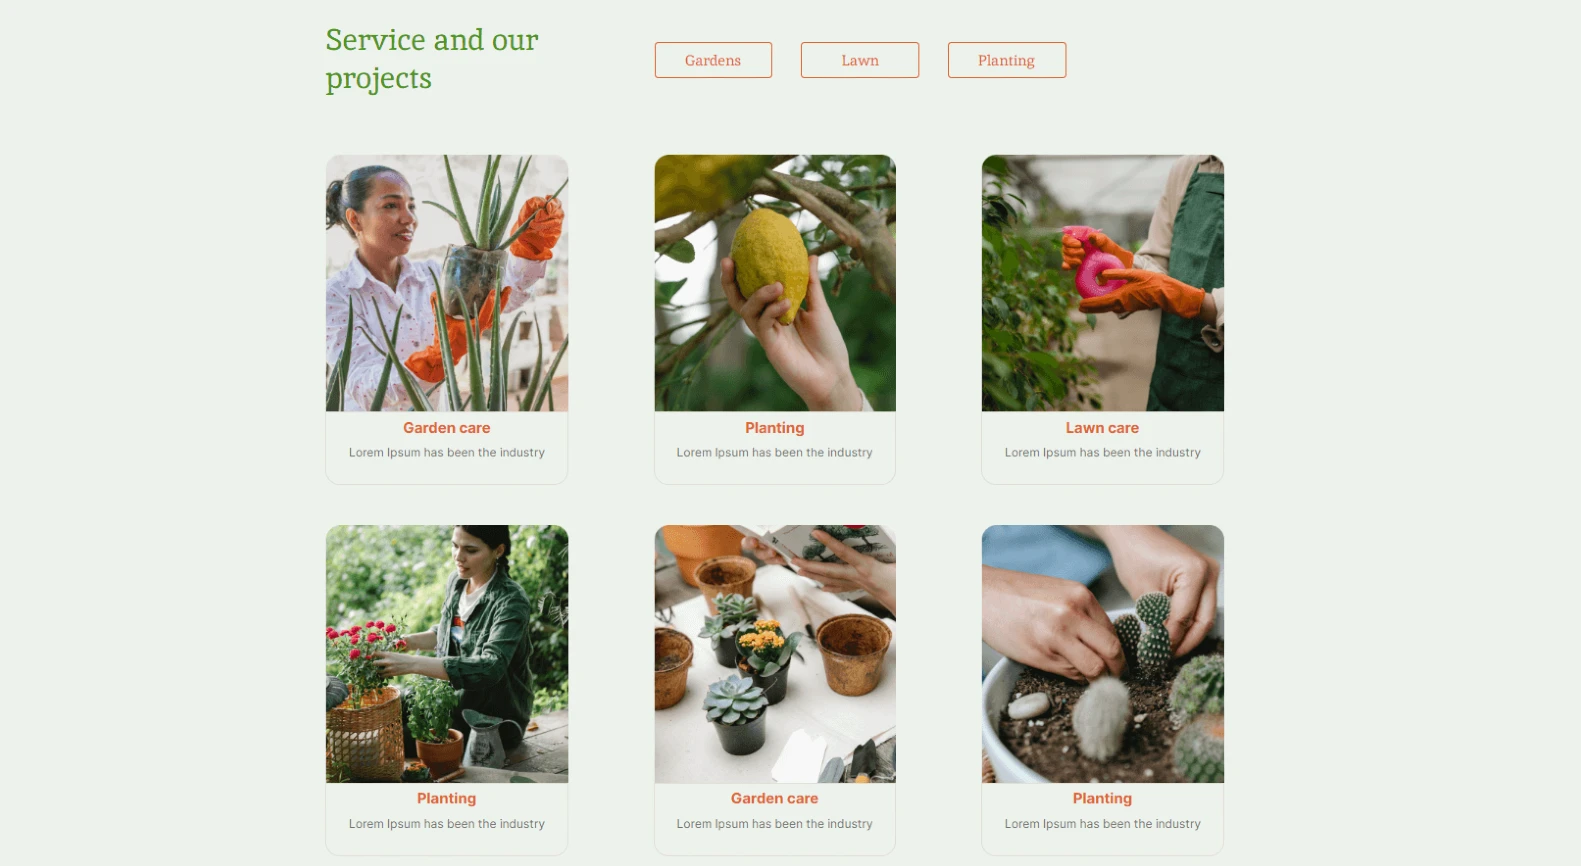 Service and our
projects
Gardens
Lawn
Planting
Garden care
Lorem Ipsum has been the industry
Planting
Lorem Ipsum has been the industry
Lawn care
Lorem Ipsum has been the industry
Planting
Lorem Ipsum has been the industry
Garden care
Lorem Ipsum has been the industry
Planting
Lorem Ipsum has been the industry